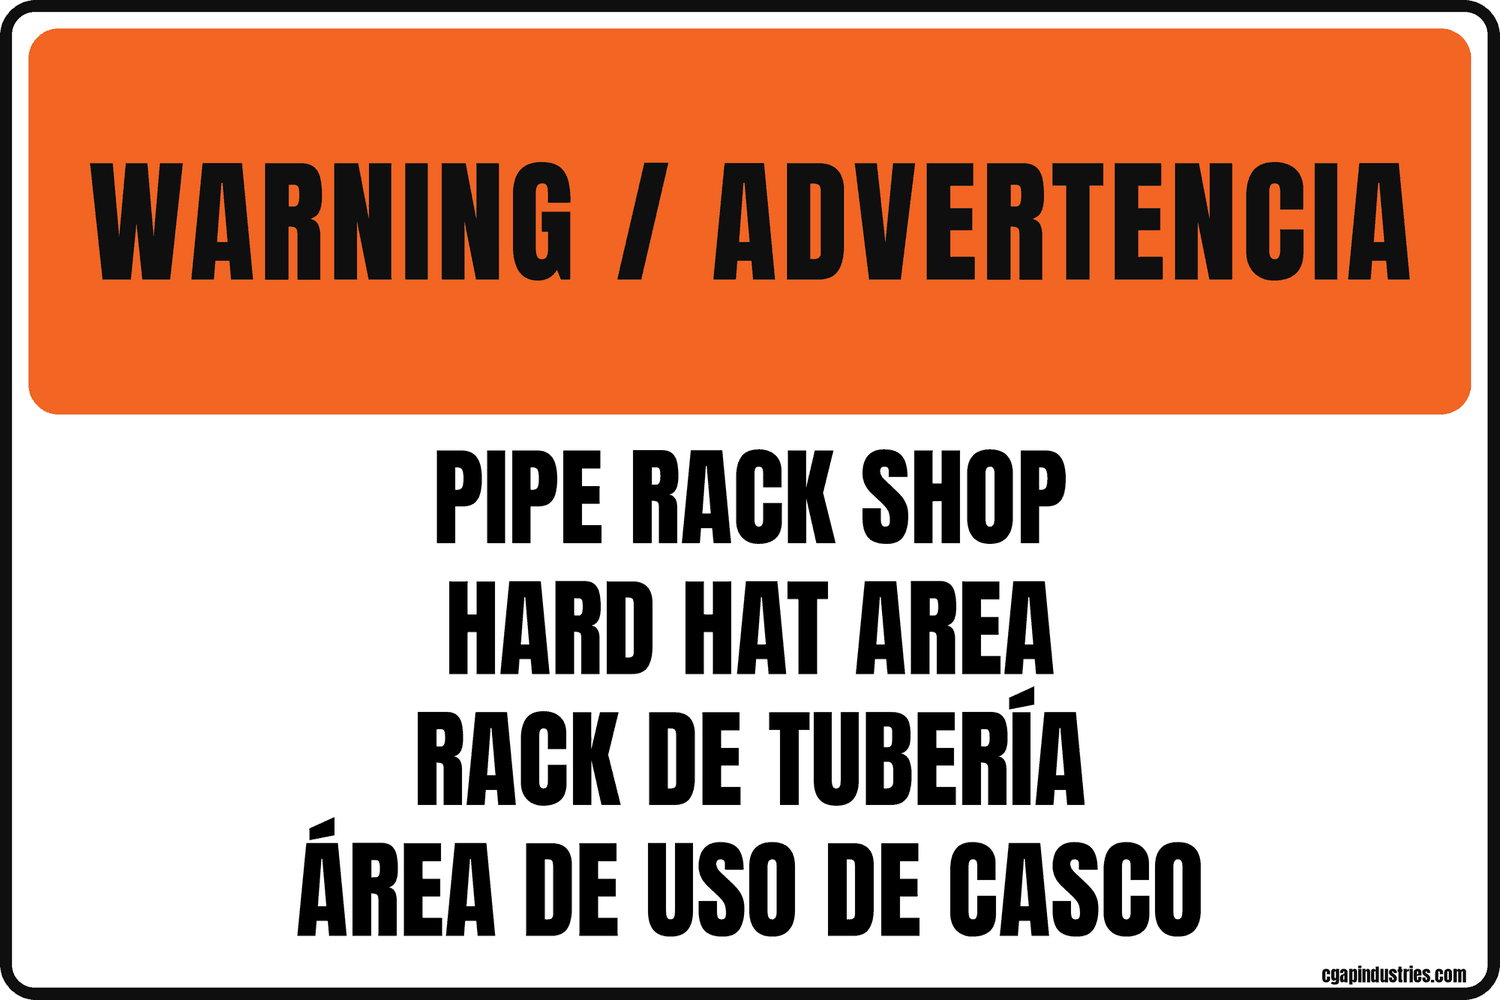 WARNING / ADVERTENCIA
PIPE RACK SHOP
HARD HAT AREA
RACK DE TUBERÍA
ÁREA DE USO DE CASCO
cgapindustries.com